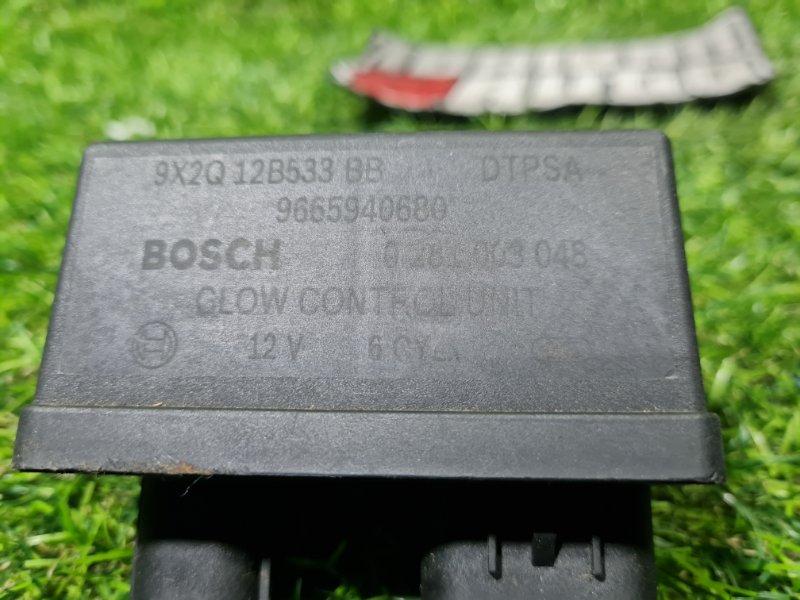 9X2Q 12B533 BB DTPSA
9665940680
BOSCH 0 281 003 048
GLOW CONTROL UNIT
12 V 6 CYL.